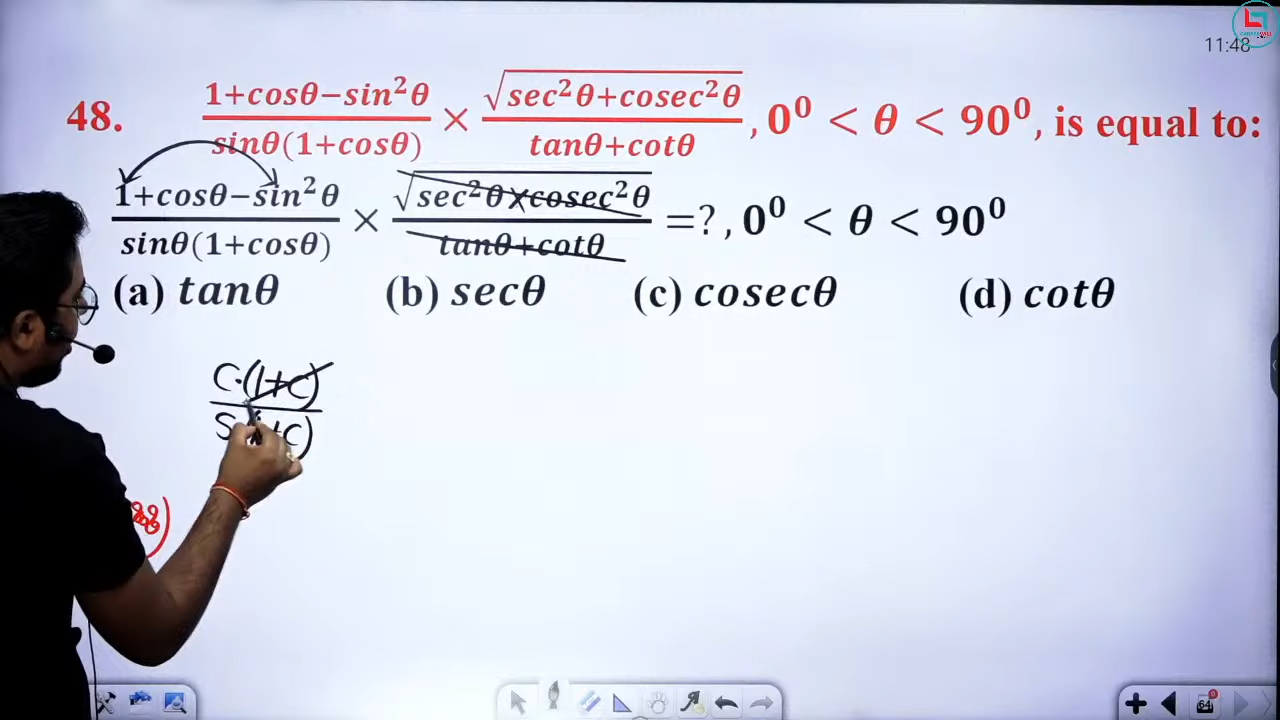 11:48
48. 1+cosθ−sin²θ / sinθ(1+cosθ) × √sec²θ+cosec²θ / tanθ+cotθ , 0⁰ < θ < 90⁰, is equal to:
1+cosθ−sin²θ / sinθ(1+cosθ) × √sec²θ×cosec²θ / tanθ+cotθ =? , 0⁰ < θ < 90⁰
(a) tanθ (b) secθ (c) cosecθ (d) cotθ
C·(1+C)
S +C)